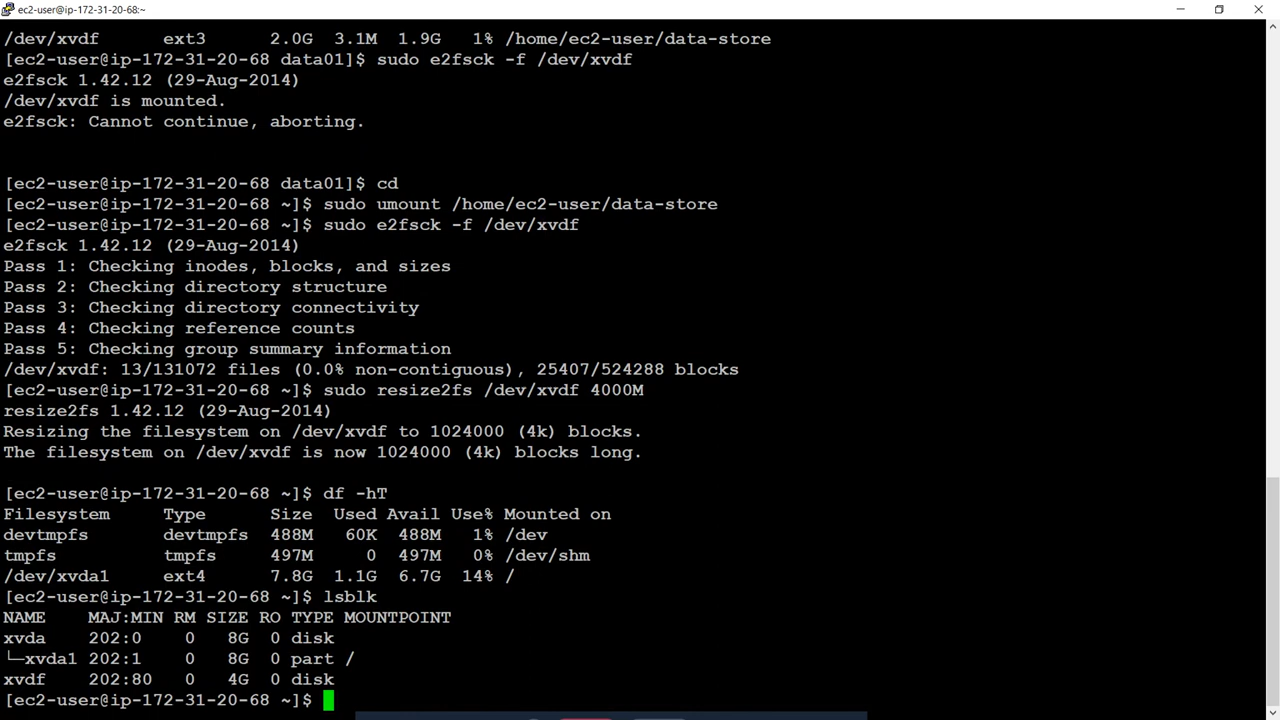 ec2-user@ip-172-31-20-68:~
/dev/xvdf      ext3      2.0G  3.1M  1.9G   1% /home/ec2-user/data-store
[ec2-user@ip-172-31-20-68 data01]$ sudo e2fsck -f /dev/xvdf
e2fsck 1.42.12 (29-Aug-2014)
/dev/xvdf is mounted.
e2fsck: Cannot continue, aborting.
[ec2-user@ip-172-31-20-68 data01]$ cd
[ec2-user@ip-172-31-20-68 ~]$ sudo umount /home/ec2-user/data-store
[ec2-user@ip-172-31-20-68 ~]$ sudo e2fsck -f /dev/xvdf
e2fsck 1.42.12 (29-Aug-2014)
Pass 1: Checking inodes, blocks, and sizes
Pass 2: Checking directory structure
Pass 3: Checking directory connectivity
Pass 4: Checking reference counts
Pass 5: Checking group summary information
/dev/xvdf: 13/131072 files (0.0% non-contiguous), 25407/524288 blocks
[ec2-user@ip-172-31-20-68 ~]$ sudo resize2fs /dev/xvdf 4000M
resize2fs 1.42.12 (29-Aug-2014)
Resizing the filesystem on /dev/xvdf to 1024000 (4k) blocks.
The filesystem on /dev/xvdf is now 1024000 (4k) blocks long.
[ec2-user@ip-172-31-20-68 ~]$ df -hT
Filesystem     Type      Size  Used Avail Use% Mounted on
devtmpfs       devtmpfs  488M   60K  488M   1% /dev
tmpfs          tmpfs     497M     0  497M   0% /dev/shm
/dev/xvda1     ext4      7.8G  1.1G  6.7G  14% /
[ec2-user@ip-172-31-20-68 ~]$ lsblk
NAME    MAJ:MIN RM SIZE RO TYPE MOUNTPOINT
xvda    202:0    0   8G  0 disk
└─xvda1 202:1    0   8G  0 part /
xvdf    202:80   0   4G  0 disk
[ec2-user@ip-172-31-20-68 ~]$